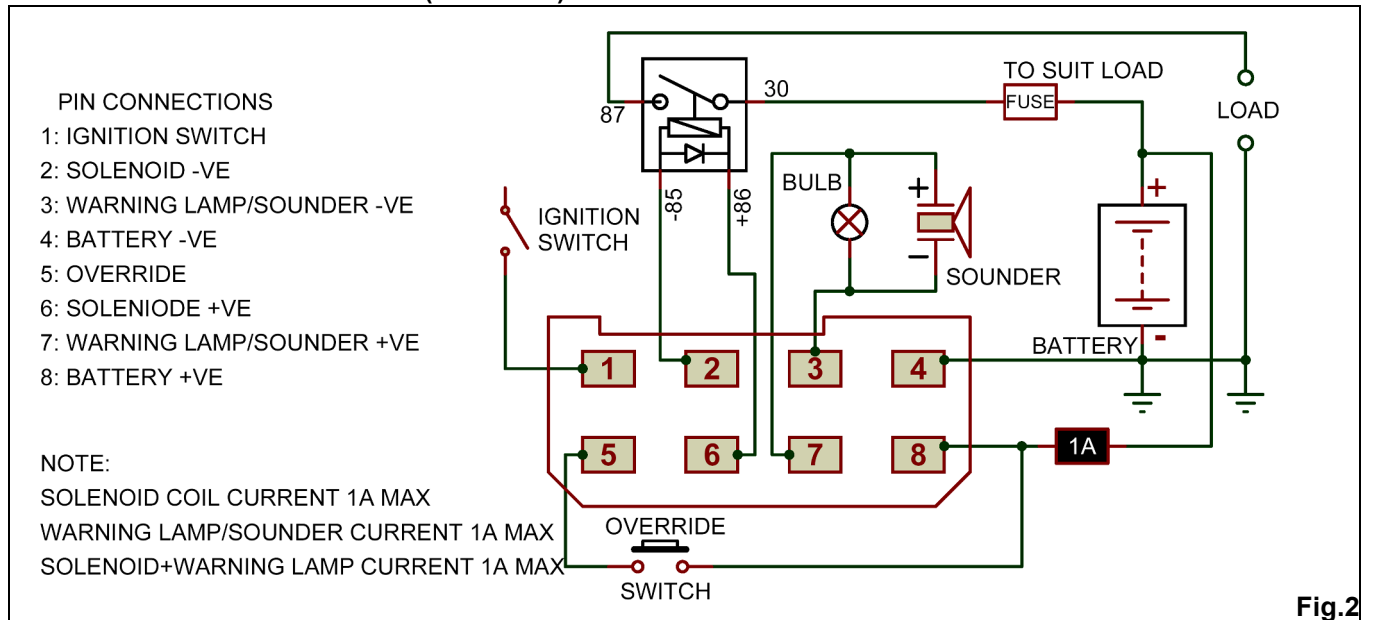 PIN CONNECTIONS
1: IGNITION SWITCH
2: SOLENOID -VE
3: WARNING LAMP/SOUNDER -VE
4: BATTERY -VE
5: OVERRIDE
6: SOLENIODE +VE
7: WARNING LAMP/SOUNDER +VE
8: BATTERY +VE
NOTE:
SOLENOID COIL CURRENT 1A MAX
WARNING LAMP/SOUNDER CURRENT 1A MAX
SOLENOID+WARNING LAMP CURRENT 1A MAX
87
30
-85
+86
TO SUIT LOAD
FUSE
LOAD
IGNITION
SWITCH
BULB
+
−
SOUNDER
+
-
BATTERY
1
2
3
4
5
6
7
8
1A
OVERRIDE
SWITCH
Fig.2